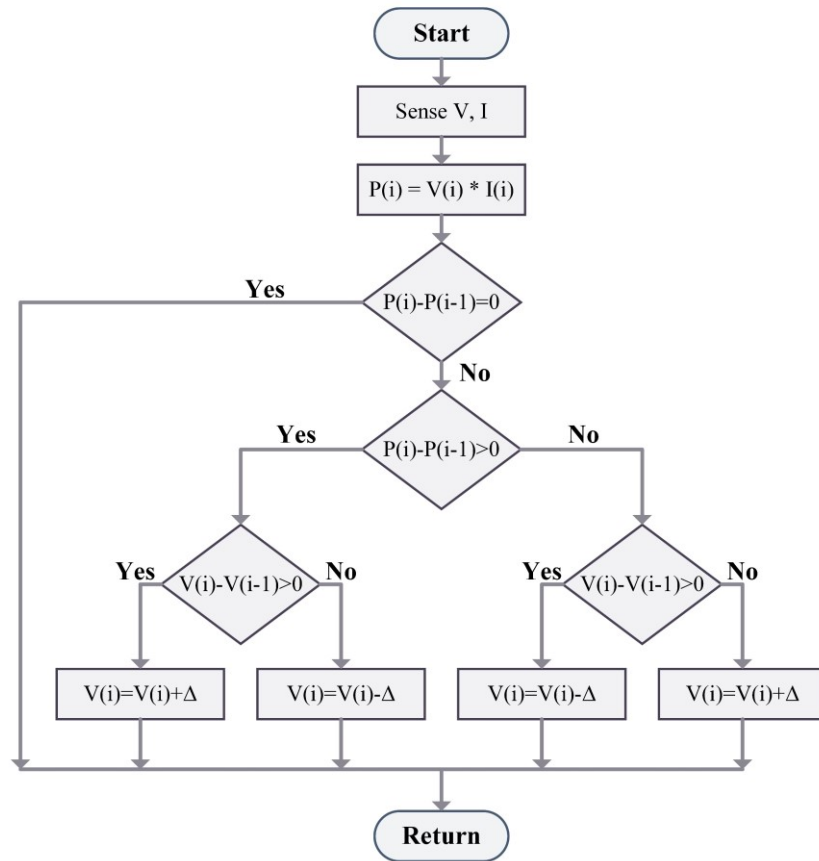 Start
Sense V, I
P(i) = V(i) * I(i)
P(i)-P(i-1)=0
Yes
No
P(i)-P(i-1)>0
Yes
No
V(i)-V(i-1)>0
Yes
No
V(i)-V(i-1)>0
Yes
No
V(i)=V(i)+Δ
V(i)=V(i)-Δ
V(i)=V(i)-Δ
V(i)=V(i)+Δ
Return